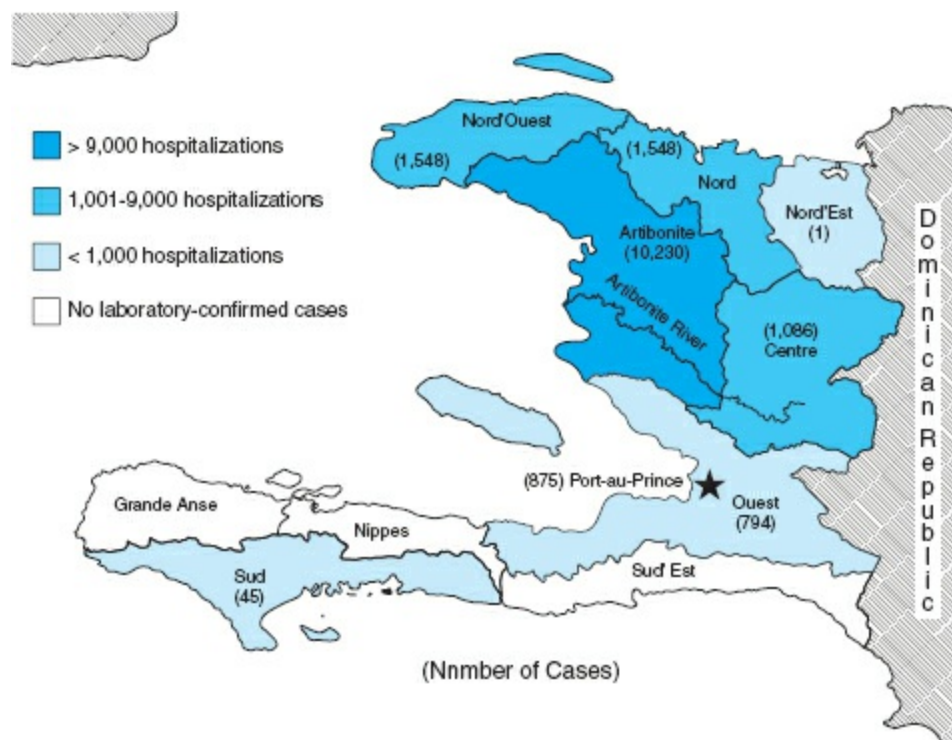 > 9,000 hospitalizations
1,001-9,000 hospitalizations
< 1,000 hospitalizations
No laboratory-confirmed cases
Nord'Ouest
(1,548)
(1,548)
Nord
Nord'Est
(1)
Artibonite
(10,230)
Artibonite River
(1,086)
Centre
Dominican Republic
(875) Port-au-Prince
Ouest
(794)
Grande Anse
Nippes
Sud
(45)
Sud' Est
(Nnmber of Cases)